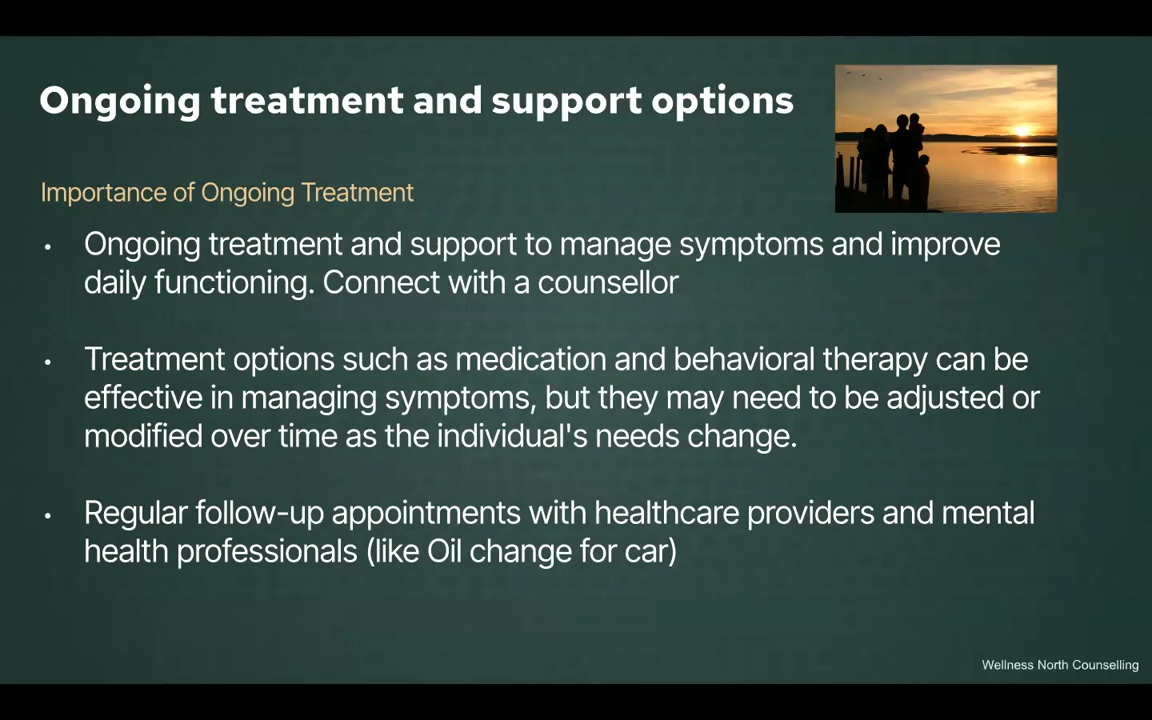 Ongoing treatment and support options
Importance of Ongoing Treatment
• Ongoing treatment and support to manage symptoms and improve
daily functioning. Connect with a counsellor
• Treatment options such as medication and behavioral therapy can be
effective in managing symptoms, but they may need to be adjusted or
modified over time as the individual's needs change.
• Regular follow-up appointments with healthcare providers and mental
health professionals (like Oil change for car)
Wellness North Counselling